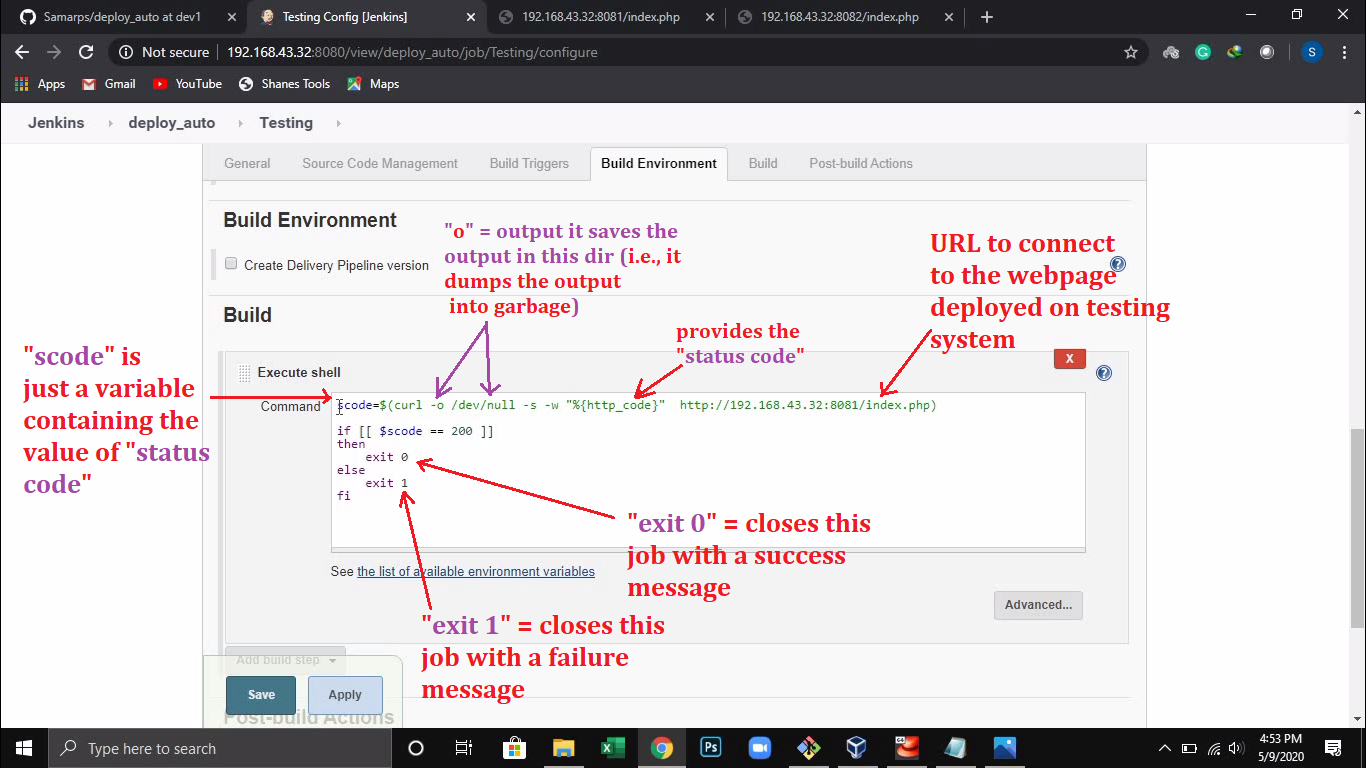 Samarps/deploy_auto at dev1
Testing Config [Jenkins]
192.168.43.32:8081/index.php
192.168.43.32:8082/index.php
Not secure
192.168.43.32:8080/view/deploy_auto/job/Testing/configure
S
Apps
Gmail
YouTube
Shanes Tools
Maps
Jenkins
deploy_auto
Testing
General
Source Code Management
Build Triggers
Build Environment
Build
Post-build Actions
Build Environment
Create Delivery Pipeline version
"o" = output it saves the
output in this dir (i.e., it
dumps the output
into garbage)
URL to connect
to the webpage
deployed on testing
system
Build
provides the
"status code"
"scode" is
just a variable
containing the
value of "status
code"
Execute shell
X
Command
scode=$(curl -o /dev/null -s -w "%{http_code}"  http://192.168.43.32:8081/index.php)
if [[ $scode == 200 ]]
then
    exit 0
else
    exit 1
fi
"exit 0" = closes this
job with a success
message
See the list of available environment variables
Advanced...
"exit 1" = closes this
job with a failure
message
Add build step
Save
Apply
Post-build Actions
Type here to search
64
Ps
4:53 PM
5/9/2020